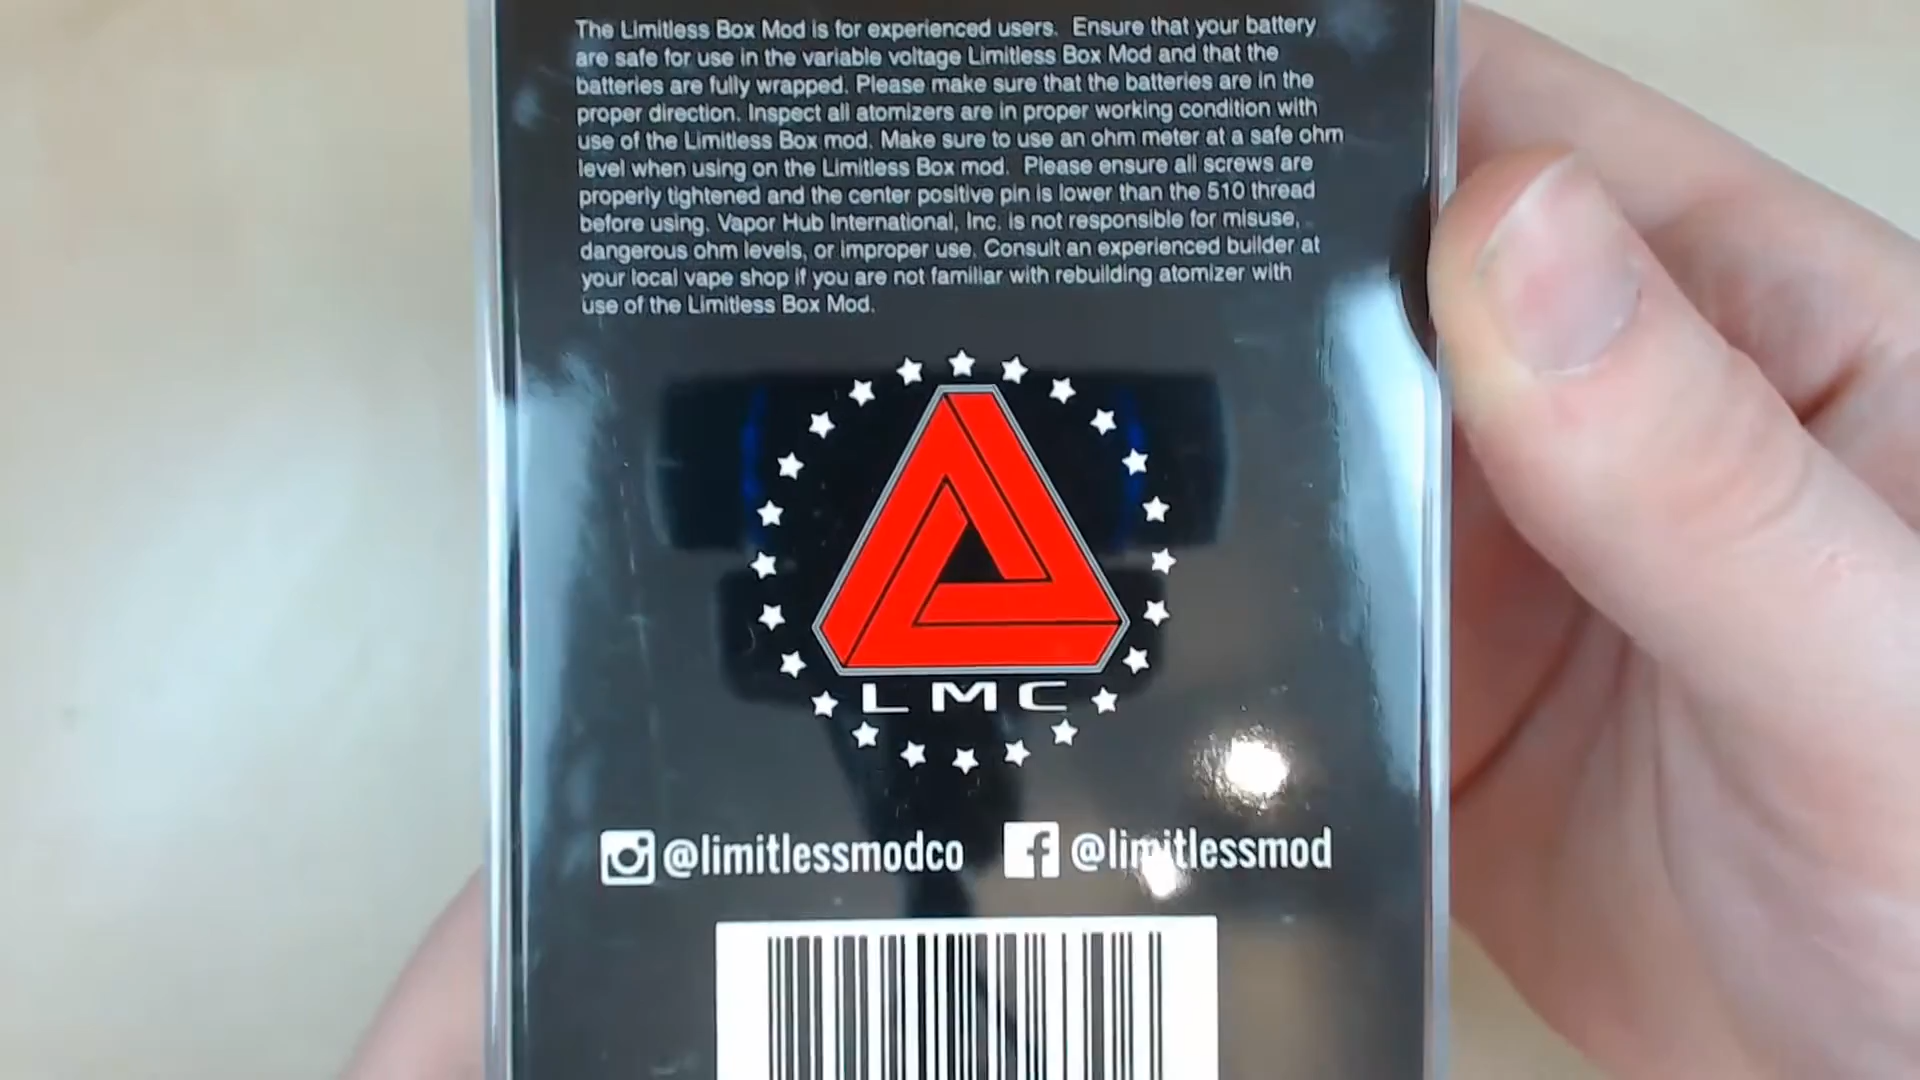 The Limitless Box Mod is for experienced users. Ensure that your battery
are safe for use in the variable voltage Limitless Box Mod and that the
batteries are fully wrapped. Please make sure that the batteries are in the
proper direction. Inspect all atomizers are in proper working condition with
use of the Limitless Box mod. Make sure to use an ohm meter at a safe ohm
level when using on the Limitless Box mod. Please ensure all screws are
properly tightened and the center positive pin is lower than the 510 thread
before using. Vapor Hub International, Inc. is not responsible for misuse,
dangerous ohm levels, or improper use. Consult an experienced builder at
your local vape shop if you are not familiar with rebuilding atomizer with
use of the Limitless Box Mod.
LMC
@limitlessmodco @limitlessmod